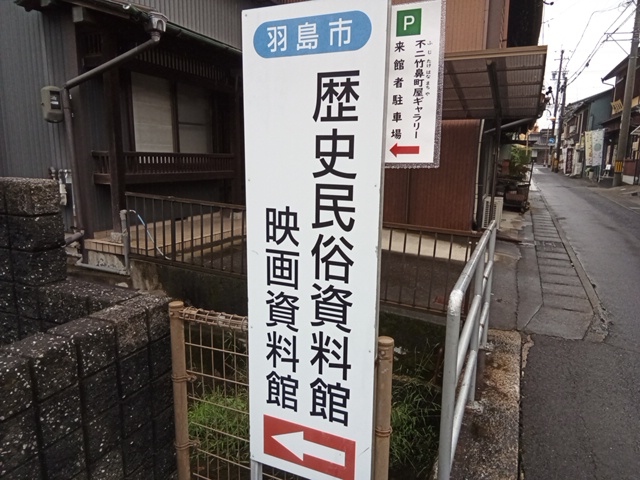 羽島市
歴史民俗資料館
映画資料館
P
不二竹鼻町屋ギャラリー
ふじたけはなまちや
来館者駐車場